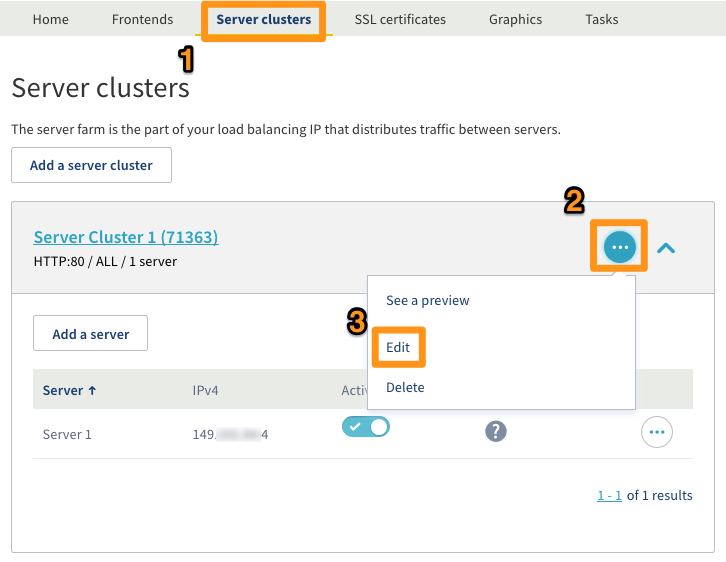 Home Frontends Server clusters SSL certificates Graphics Tasks
1
Server clusters
The server farm is the part of your load balancing IP that distributes traffic between servers.
Add a server cluster
2
Server Cluster 1 (71363)
HTTP:80 / ALL / 1 server
See a preview
3
Edit
Add a server
Delete
Server ↑ IPv4
Server 1 149. 4 ?
1 - 1 of 1 results